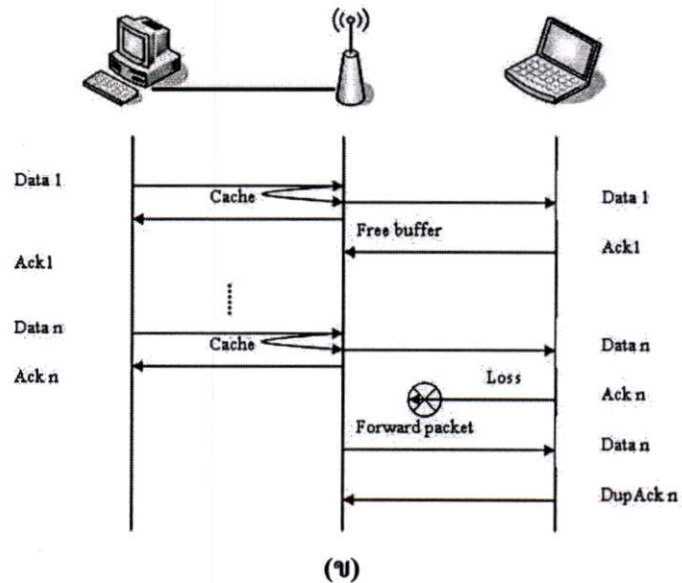 Data 1
Cache
Data 1
Free buffer
Ack1
Ack1
Data n
Cache
Data n
Ack n
Loss
Ack n
Forward packet
Data n
DupAck n
(ข)